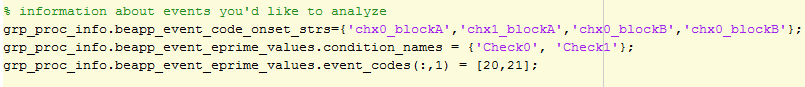 % information about events you'd like to analyze
grp_proc_info.beapp_event_code_onset_strs={'chx0_blockA','chx1_blockA','chx0_blockB','chx0_blockB'};
grp_proc_info.beapp_event_eprime_values.condition_names = {'Check0', 'Check1'};
grp_proc_info.beapp_event_eprime_values.event_codes(:,1) = [20,21];